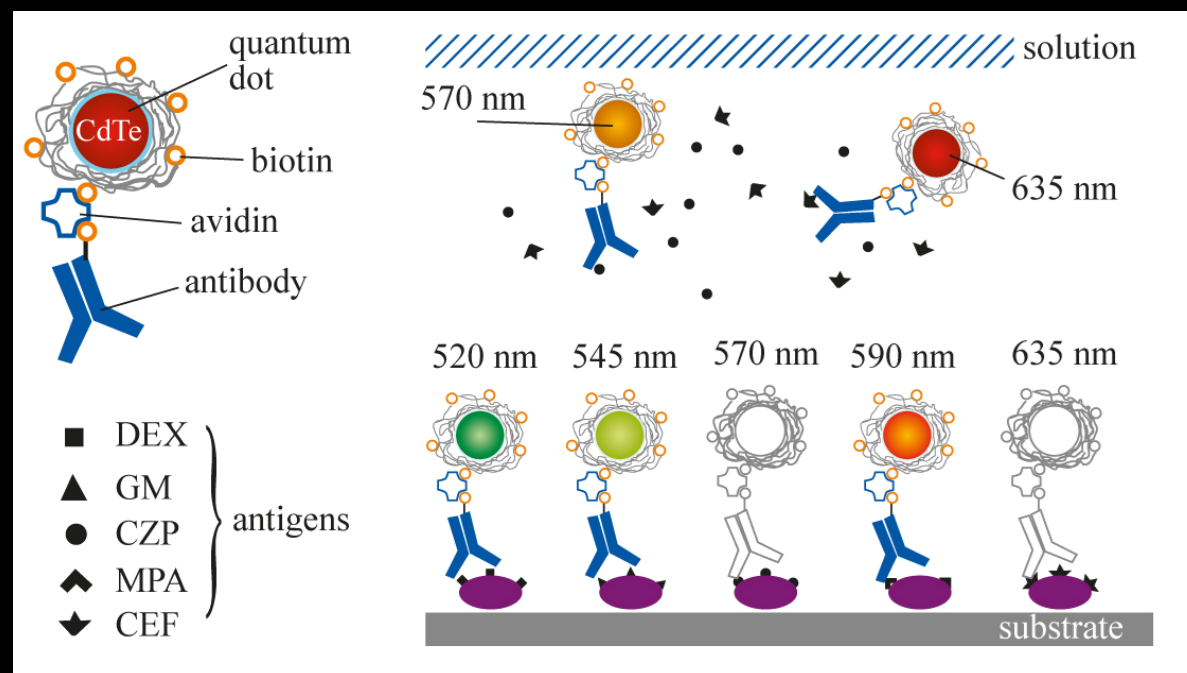 quantum
dot
CdTe
biotin
avidin
antibody
DEX
GM
CZP
MPA
CEF
antigens
solution
570 nm
635 nm
520 nm
545 nm
570 nm
590 nm
635 nm
substrate